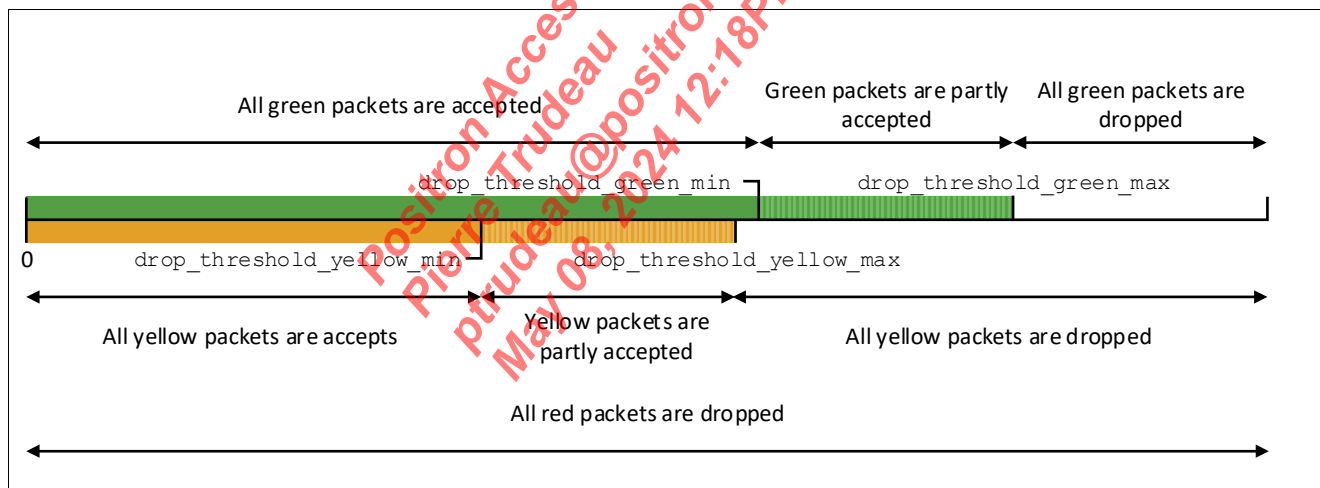 All green packets are accepted
Green packets are partly
accepted
All green packets are
dropped
drop_threshold_green_min
drop_threshold_green_max
0
drop_threshold_yellow_min
drop_threshold_yellow_max
All yellow packets are accepts
Yellow packets are
partly accepted
All yellow packets are dropped
All red packets are dropped
Positron Acces
Pierre Trudeau
ptrudeau@positron
May 08, 2024 12:18P